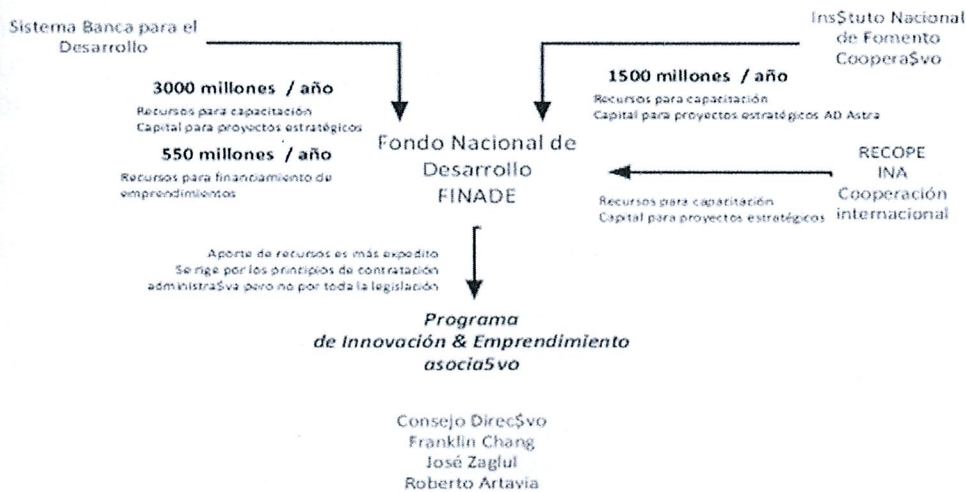 Sistema Banca para el
Desarrollo
3000 millones / año
Recursos para capacitación
Capital para proyectos estratégicos
550 millones / año
Recursos para financiamiento de
emprendimientos
Ins$tuto Nacional
de Fomento
Coopera$vo
1500 millones / año
Recursos para capacitación
Capital para proyectos estratégicos AD Astra
Fondo Nacional de
Desarrollo
FINADE
RECOPE
INA
Cooperación
internacional
Recursos para capacitación
Capital para proyectos estratégicos
Aporte de recursos es más expedito
Se rige por los principios de contratación
administra$va pero no por toda la legislación
Programa
de Innovación & Emprendimiento
asocia5vo
Consejo Direc$vo
Franklin Chang
José Zaglul
Roberto Artavia